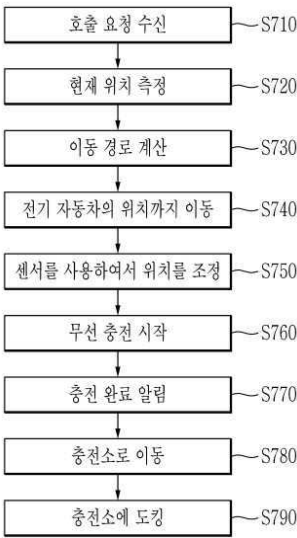 호출 요청 수신 S710
현재 위치 측정 S720
이동 경로 계산 S730
전기 자동차의 위치까지 이동 S740
센서를 사용하여서 위치를 조정 S750
무선 충전 시작 S760
충전 완료 알림 S770
충전소로 이동 S780
충전소에 도킹 S790